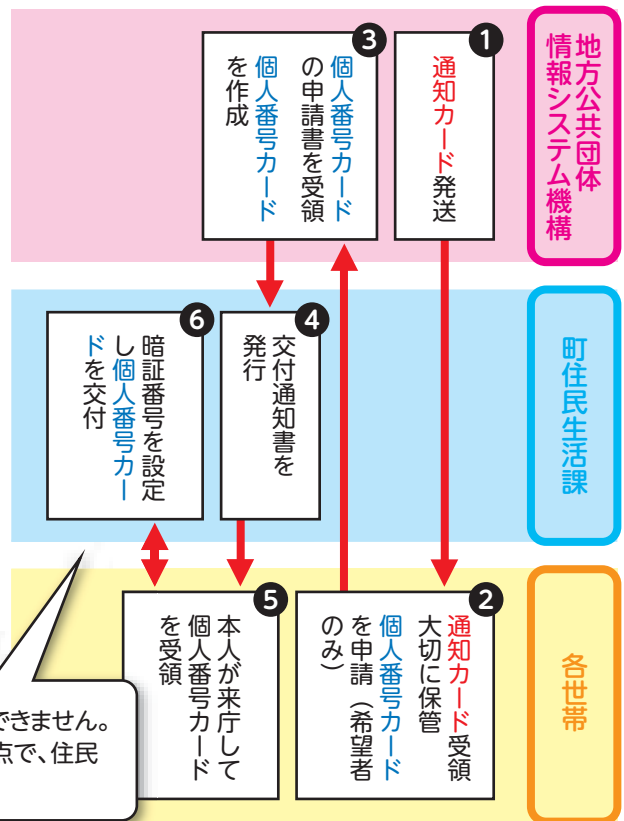 地方公共団体
情報システム機構
❶
通知カード発送
❸
個人番号カード
の申請書を受領
個人番号カード
を作成
町住民生活課
❹
交付通知書を
発行
❻
暗証番号を設定
し個人番号カー
ドを交付
各世帯
❷
通知カード受領
大切に保管
個人番号カード
を申請（希望者
のみ）
❺
本人が来庁して
個人番号カード
を受領
できません。
点で、住民